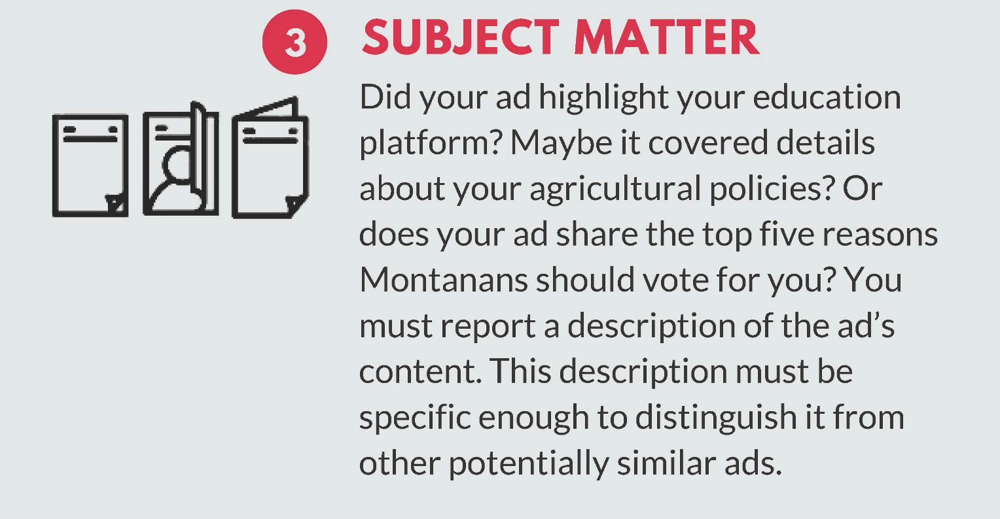 3 SUBJECT MATTER
Did your ad highlight your education
platform? Maybe it covered details
about your agricultural policies? Or
does your ad share the top five reasons
Montanans should vote for you? You
must report a description of the ad’s
content. This description must be
specific enough to distinguish it from
other potentially similar ads.